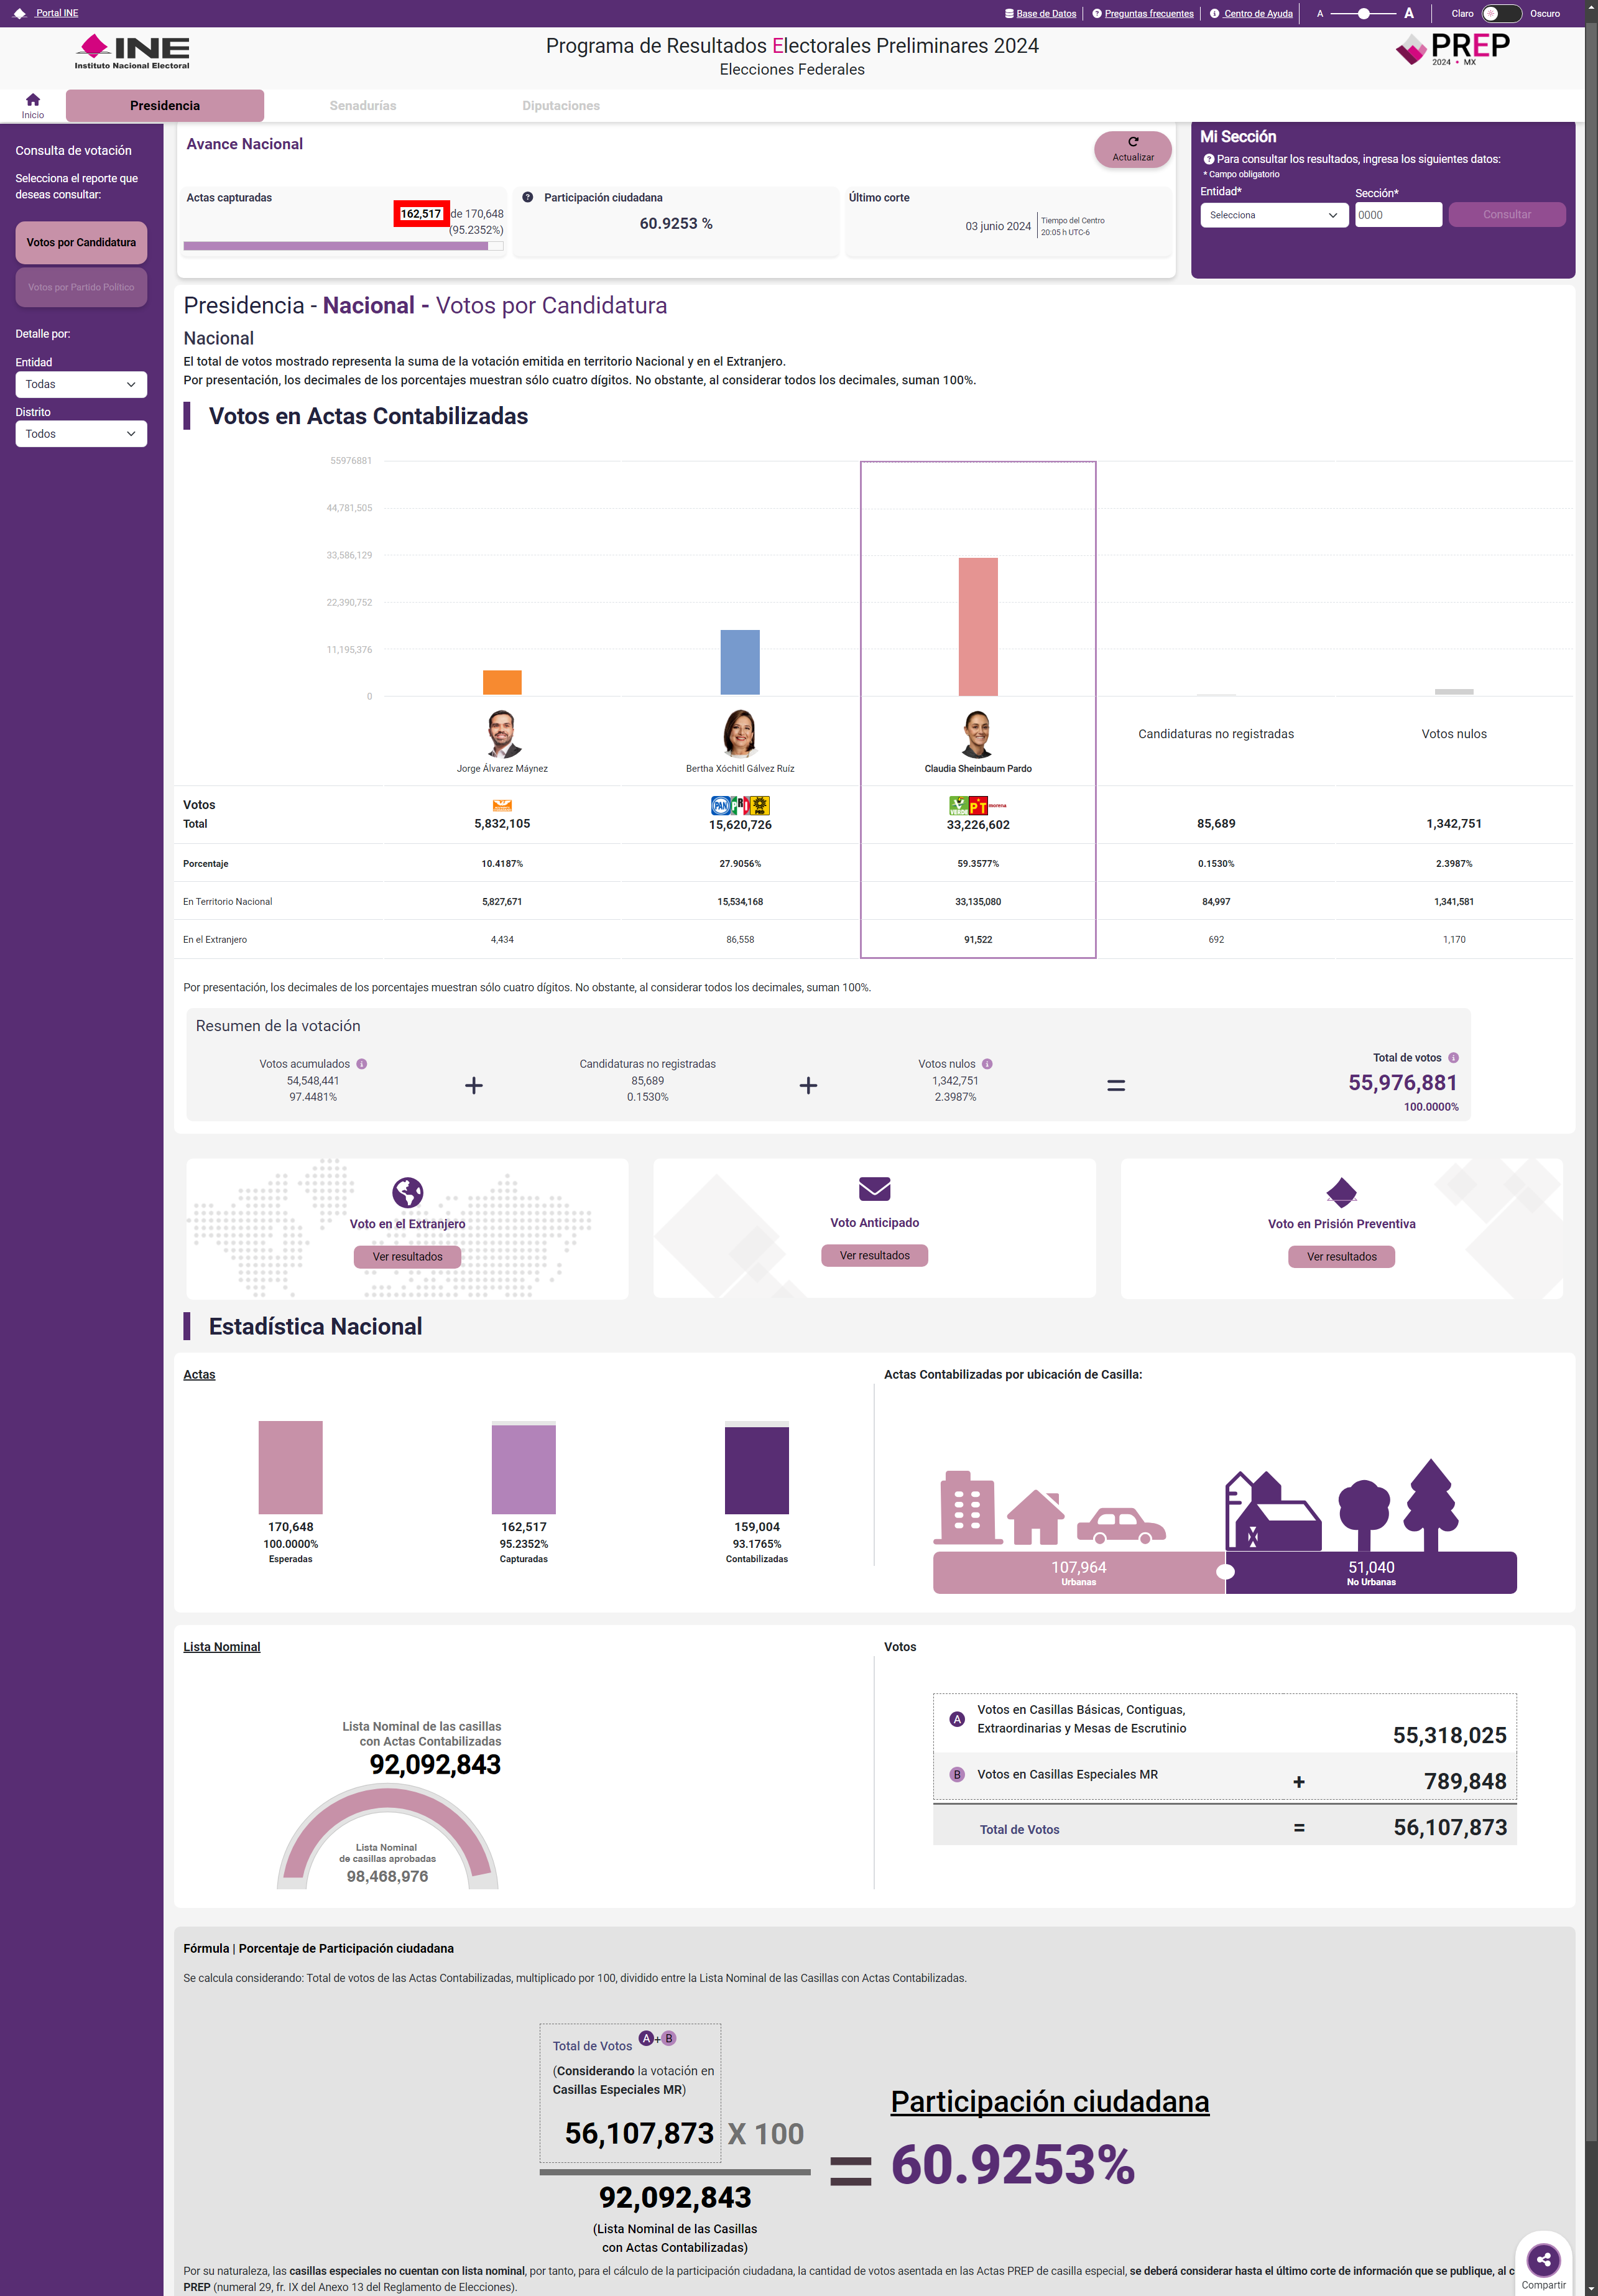 Portal INE
Base de Datos
Preguntas frecuentes
Centro de Ayuda
A
A
Claro
Oscuro
INE
Instituto Nacional Electoral
Programa de Resultados Electorales Preliminares 2024
Elecciones Federales
PREP
2024 • MX
Inicio
Presidencia
Senadurías
Diputaciones
Consulta de votación
Selecciona el reporte que
deseas consultar:
Votos por Candidatura
Votos por Partido Político
Detalle por:
Entidad
Todas
Distrito
Todos
Avance Nacional
Actualizar
Actas capturadas
162,517 de 170,648
(95.2352%)
Participación ciudadana
60.9253 %
Último corte
03 junio 2024
Tiempo del Centro
20:05 h UTC-6
Mi Sección
Para consultar los resultados, ingresa los siguientes datos:
* Campo obligatorio
Entidad*
Sección*
Selecciona
0000
Consultar
Presidencia - Nacional - Votos por Candidatura
Nacional
El total de votos mostrado representa la suma de la votación emitida en territorio Nacional y en el Extranjero.
Por presentación, los decimales de los porcentajes muestran sólo cuatro dígitos. No obstante, al considerar todos los decimales, suman 100%.
Votos en Actas Contabilizadas
55976881
44,781,505
33,586,129
22,390,752
11,195,376
0
Jorge Álvarez Máynez
Bertha Xóchitl Gálvez Ruíz
Claudia Sheinbaum Pardo
Candidaturas no registradas
Votos nulos
PAN
PRI
PRD
VERDE
PT
morena
Votos
Total
5,832,105
15,620,726
33,226,602
85,689
1,342,751
Porcentaje
10.4187%
27.9056%
59.3577%
0.1530%
2.3987%
En Territorio Nacional
5,827,671
15,534,168
33,135,080
84,997
1,341,581
En el Extranjero
4,434
86,558
91,522
692
1,170
Por presentación, los decimales de los porcentajes muestran sólo cuatro dígitos. No obstante, al considerar todos los decimales, suman 100%.
Resumen de la votación
Votos acumulados
54,548,441
97.4481%
+
Candidaturas no registradas
85,689
0.1530%
+
Votos nulos
1,342,751
2.3987%
=
Total de votos
55,976,881
100.0000%
Voto en el Extranjero
Ver resultados
Voto Anticipado
Ver resultados
Voto en Prisión Preventiva
Ver resultados
Estadística Nacional
Actas
170,648
100.0000%
Esperadas
162,517
95.2352%
Capturadas
159,004
93.1765%
Contabilizadas
Actas Contabilizadas por ubicación de Casilla:
107,964
Urbanas
51,040
No Urbanas
Lista Nominal
Lista Nominal de las casillas
con Actas Contabilizadas
92,092,843
Lista Nominal
de casillas aprobadas
98,468,976
Votos
A
Votos en Casillas Básicas, Contiguas,
Extraordinarias y Mesas de Escrutinio
55,318,025
B
Votos en Casillas Especiales MR
+
789,848
Total de Votos
=
56,107,873
Fórmula | Porcentaje de Participación ciudadana
Se calcula considerando: Total de votos de las Actas Contabilizadas, multiplicado por 100, dividido entre la Lista Nominal de las Casillas con Actas Contabilizadas.
Total de Votos A+B
(Considerando la votación en
Casillas Especiales MR)
56,107,873 X 100
92,092,843
(Lista Nominal de las Casillas
con Actas Contabilizadas)
=
Participación ciudadana
60.9253%
Por su naturaleza, las casillas especiales no cuentan con lista nominal, por tanto, para el cálculo de la participación ciudadana, la cantidad de votos asentada en las Actas PREP de casilla especial, se deberá considerar hasta el último corte de información que se publique, al c
PREP (numeral 29, fr. IX del Anexo 13 del Reglamento de Elecciones).
Compartir